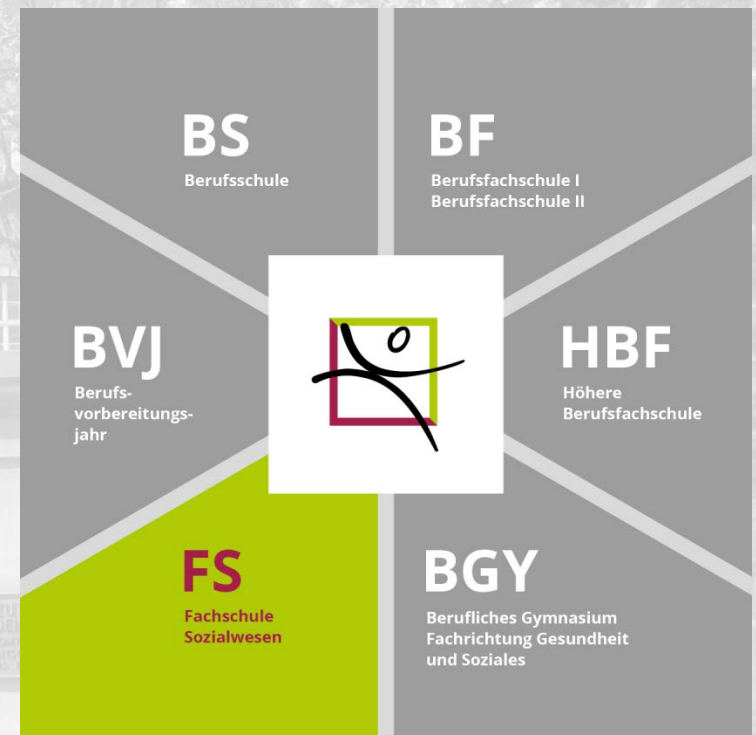 BS
Berufsschule
BF
Berufsfachschule I
Berufsfachschule II
BVJ
Berufs-
vorbereitungs-
jahr
HBF
Höhere
Berufsfachschule
FS
Fachschule
Sozialwesen
BGY
Berufliches Gymnasium
Fachrichtung Gesundheit
und Soziales